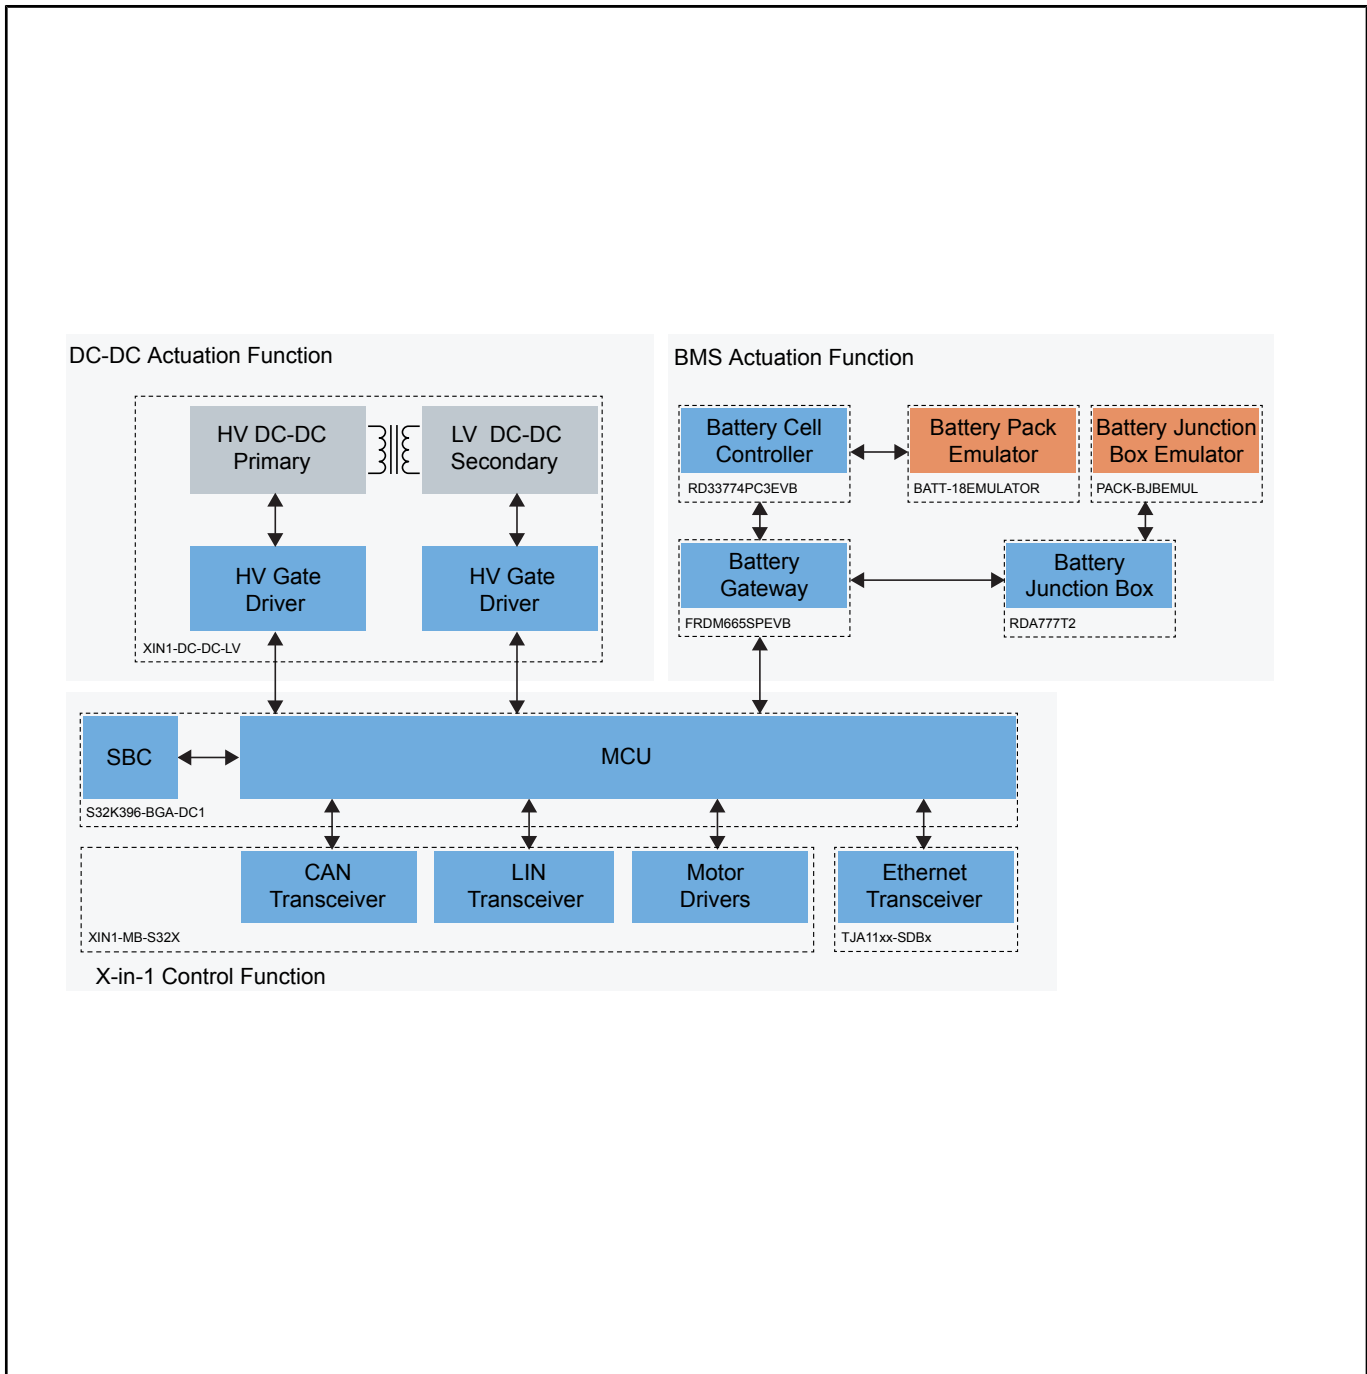 DC-DC Actuation Function
HV DC-DC
Primary
LV DC-DC
Secondary
HV Gate
Driver
HV Gate
Driver
XIN1-DC-DC-LV
BMS Actuation Function
Battery Cell
Controller
RD33774PC3EVB
Battery Pack
Emulator
BATT-18EMULATOR
Battery Junction
Box Emulator
PACK-BJBEMUL
Battery
Gateway
FRDM665SPEVB
Battery
Junction Box
RDA777T2
SBC
MCU
S32K396-BGA-DC1
CAN
Transceiver
LIN
Transceiver
Motor
Drivers
XIN1-MB-S32X
Ethernet
Transceiver
TJA11xx-SDBx
X-in-1 Control Function